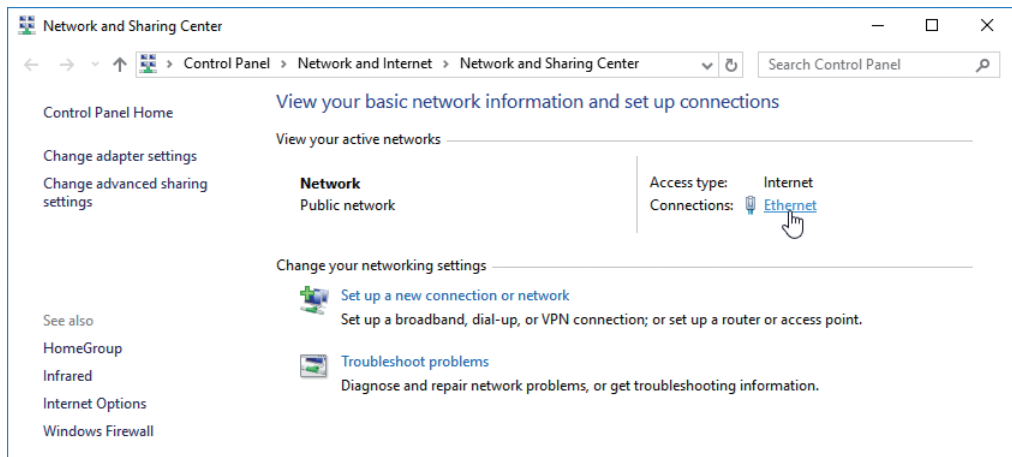 Network and Sharing Center
Control Panel > Network and Internet > Network and Sharing Center
Search Control Panel
Control Panel Home
Change adapter settings
Change advanced sharing
settings
See also
HomeGroup
Infrared
Internet Options
Windows Firewall
View your basic network information and set up connections
View your active networks
Network
Public network
Access type: Internet
Connections: Ethernet
Change your networking settings
Set up a new connection or network
Set up a broadband, dial-up, or VPN connection; or set up a router or access point.
Troubleshoot problems
Diagnose and repair network problems, or get troubleshooting information.